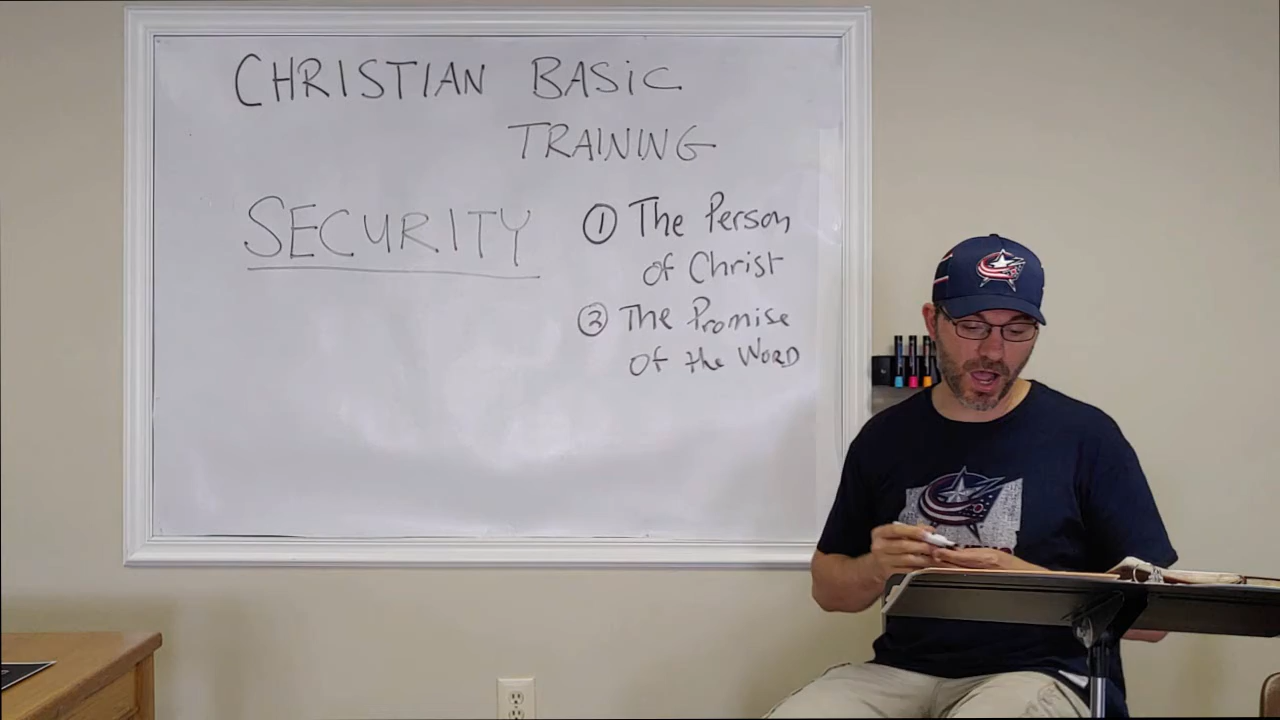 CHRISTIAN BASIC
TRAINING
SECURITY
① The Person
of Christ
② The Promise
of the WORD